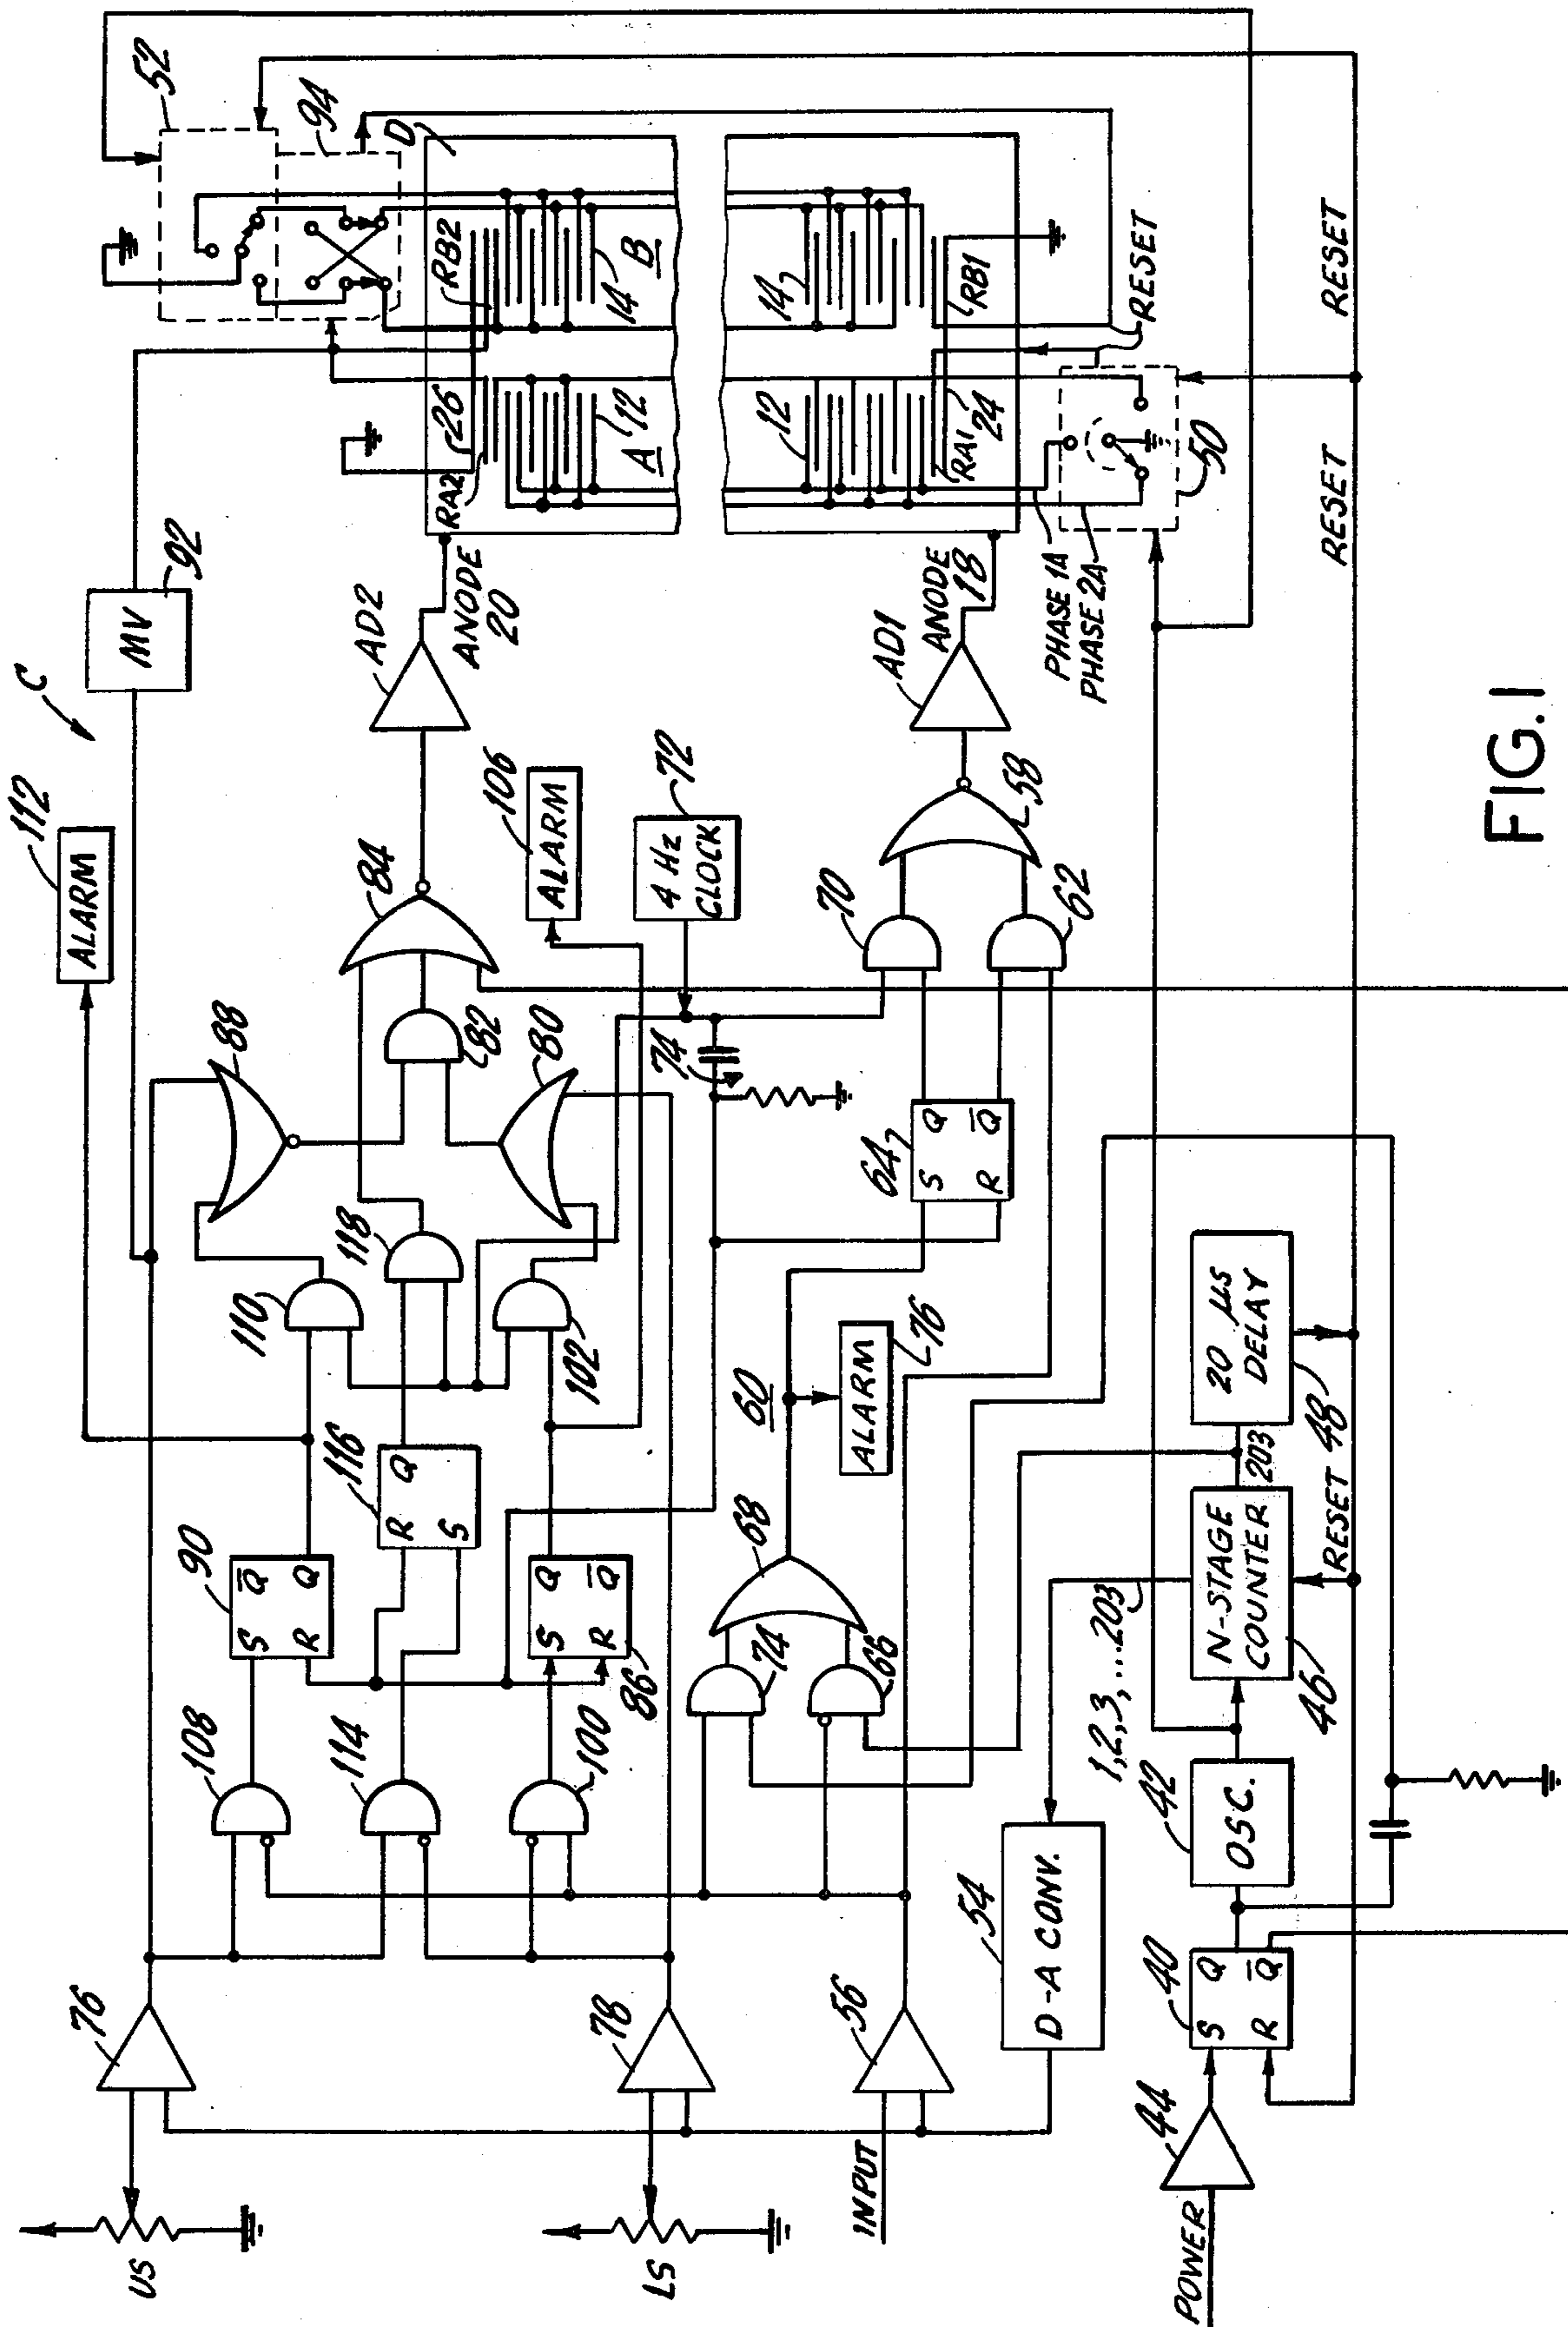 FIG. 1
C
US
LS
INPUT
POWER
76
78
56
44
108
114
100
90
S
Q̅
R
Q
116
R
Q
S
86
S
Q
R
Q̅
110
118
102
88
80
82
84
112
ALARM
106
ALARM
MV
92
4 Hz
CLOCK
72
74
AD2
ANODE
20
AD1
ANODE
18
52
94
D
RB2
26
RA2
A
12
14
B
12
14
RA1
24
RB1
RESET
PHASE 1A
PHASE 2A
50
RESET
RESET
70
62
58
64
S
Q
R
Q̅
60
68
74
66
ALARM
76
54
D-A CONV.
1,2,3,...203
40
S
Q
R
Q̅
42
OSC.
N-STAGE
COUNTER
46
203
20 µs
DELAY
48
RESET